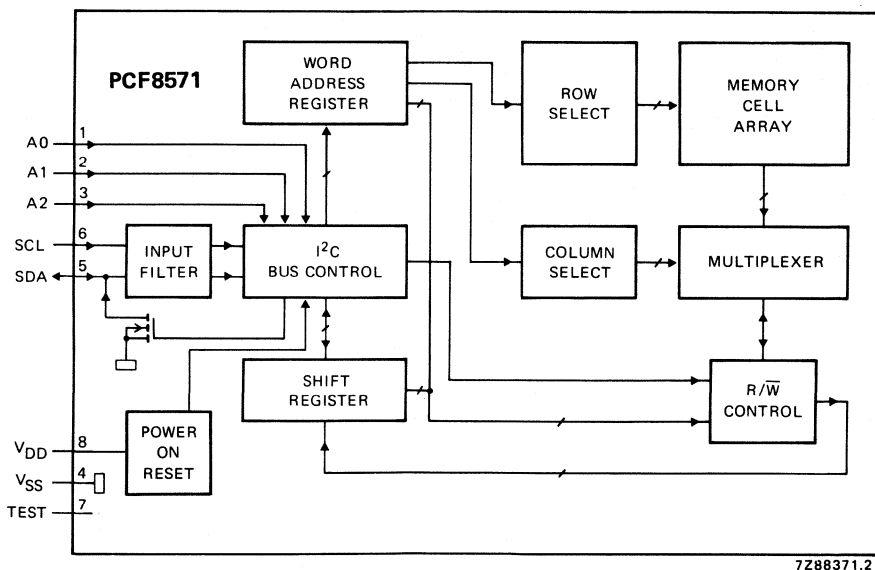 PCF8571
WORD
ADDRESS
REGISTER
ROW
SELECT
MEMORY
CELL
ARRAY
A0
1
A1
2
A2
3
SCL
6
SDA
5
INPUT
FILTER
I²C
BUS CONTROL
COLUMN
SELECT
MULTIPLEXER
SHIFT
REGISTER
R/W̅
CONTROL
POWER
ON
RESET
VDD
8
VSS
4
TEST
7
7Z88371.2